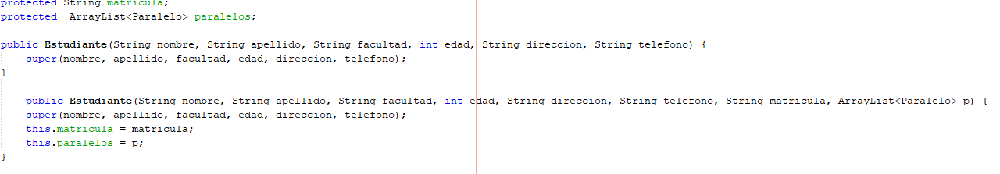 protected String matricula;
protected  ArrayList<Paralelo> paralelos;
public Estudiante(String nombre, String apellido, String facultad, int edad, String direccion, String telefono) {
super(nombre, apellido, facultad, edad, direccion, telefono);
}
public Estudiante(String nombre, String apellido, String facultad, int edad, String direccion, String telefono, String matricula, ArrayList<Paralelo> p) {
super(nombre, apellido, facultad, edad, direccion, telefono);
this.matricula = matricula;
this.paralelos = p;
}